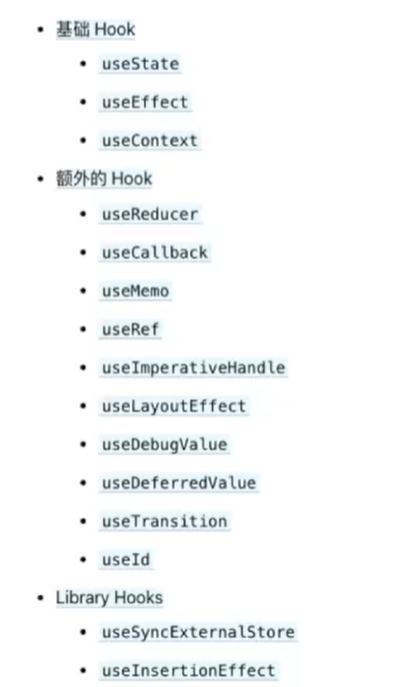 基础 Hook
useState
useEffect
useContext
额外的 Hook
useReducer
useCallback
useMemo
useRef
useImperativeHandle
useLayoutEffect
useDebugValue
useDeferredValue
useTransition
useId
Library Hooks
useSyncExternalStore
useInsertionEffect